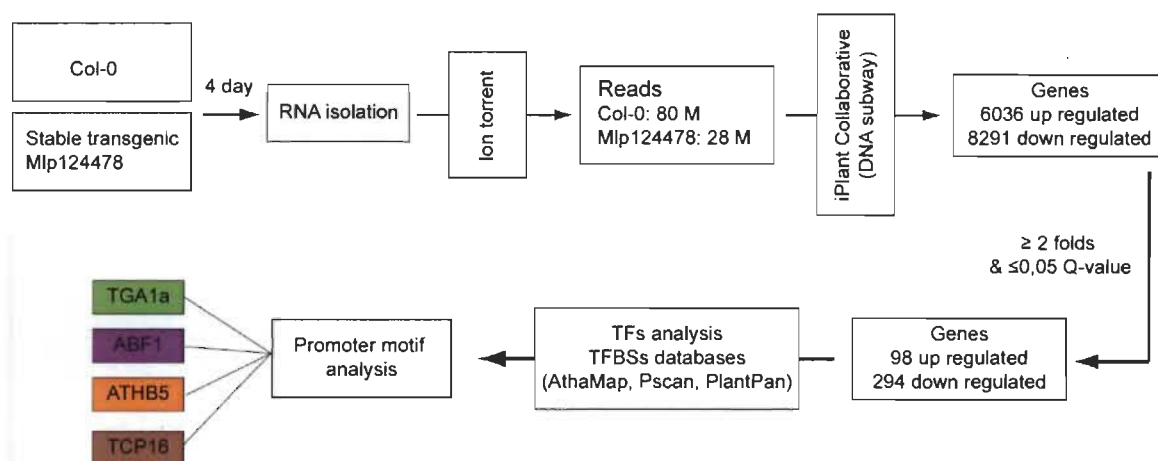 Col-0
Stable transgenic
Mlp124478
4 day
RNA isolation
Ion torrent
Reads
Col-0: 80 M
Mlp124478: 28 M
iPlant Collaborative
(DNA subway)
Genes
6036 up regulated
8291 down regulated
≥ 2 folds
& ≤0,05 Q-value
Genes
98 up regulated
294 down regulated
TFs analysis
TFBSs databases
(AthaMap, Pscan, PlantPan)
Promoter motif
analysis
TGA1a
ABF1
ATHB5
TCP16